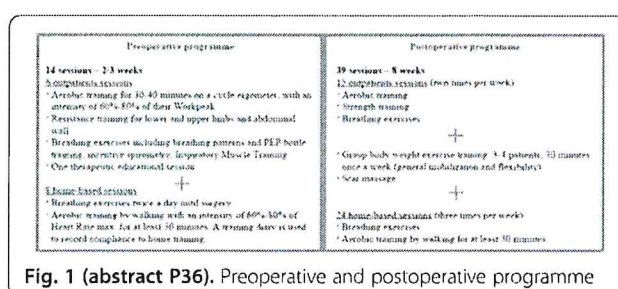 Preoperative programme
14 sessions – 2-3 weeks
outpatients sessions
Aerobic training for 30-40 minutes on a cycle ergometer, with an
intensity of 60%-80% of their Workpeak
Resistance training for lower and upper limbs and abdominal
wall
Breathing exercises including breathing patterns and PEP bottle
training, incentive spirometry, Inspiratory Muscle Training
One therapeutic educational session
+
home-based sessions
Breathing exercises twice a day until surgery
Aerobic training by walking with an intensity of 60%-80% of
Heart Rate max. for at least 30 minutes. A training diary is used
to record compliance to home training
Postoperative programme
39 sessions – 8 weeks
outpatients sessions (two times per week)
Aerobic training
Strength training
Breathing exercises
+
Group body weight exercise training 3-4 patients, 30 minutes
once a week (general mobilization and flexibility)
Scar massage
+
24 home-based sessions (three times per week)
Breathing exercises
Aerobic training by walking for at least 30 minutes
Fig. 1 (abstract P36). Preoperative and postoperative programme